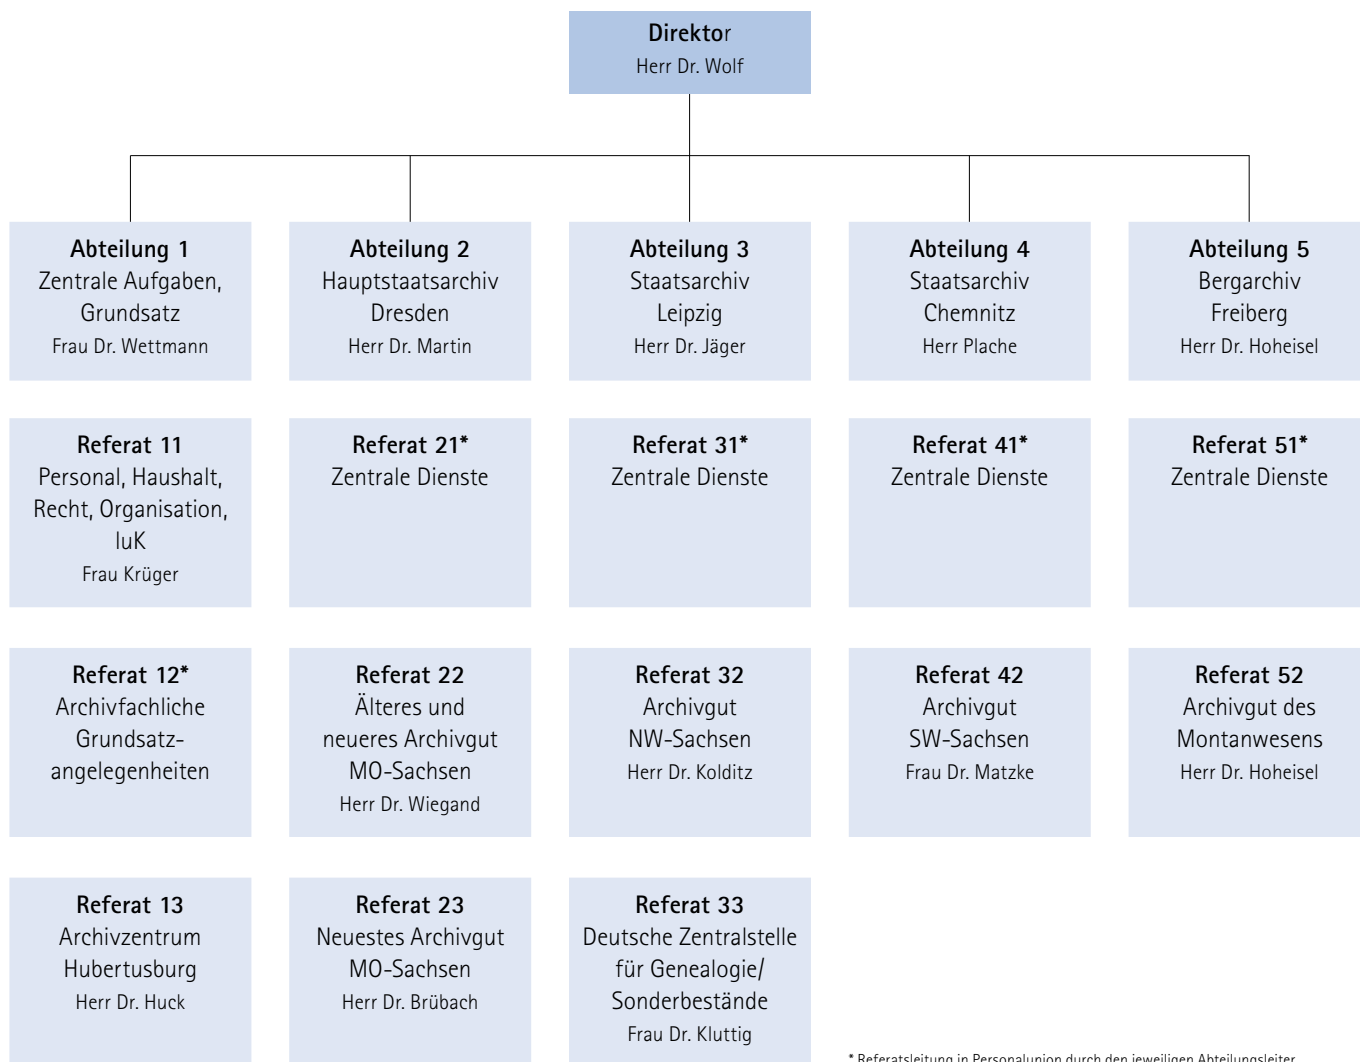 Direktor
Herr Dr. Wolf
Abteilung 1
Zentrale Aufgaben,
Grundsatz
Frau Dr. Wettmann
Abteilung 2
Hauptstaatsarchiv
Dresden
Herr Dr. Martin
Abteilung 3
Staatsarchiv
Leipzig
Herr Dr. Jäger
Abteilung 4
Staatsarchiv
Chemnitz
Herr Plache
Abteilung 5
Bergarchiv
Freiberg
Herr Dr. Hoheisel
Referat 11
Personal, Haushalt,
Recht, Organisation,
IuK
Frau Krüger
Referat 21*
Zentrale Dienste
Referat 31*
Zentrale Dienste
Referat 41*
Zentrale Dienste
Referat 51*
Zentrale Dienste
Referat 12*
Archivfachliche
Grundsatz-
angelegenheiten
Referat 22
Älteres und
neueres Archivgut
MO-Sachsen
Herr Dr. Wiegand
Referat 32
Archivgut
NW-Sachsen
Herr Dr. Kolditz
Referat 42
Archivgut
SW-Sachsen
Frau Dr. Matzke
Referat 52
Archivgut des
Montanwesens
Herr Dr. Hoheisel
Referat 13
Archivzentrum
Hubertusburg
Herr Dr. Huck
Referat 23
Neuestes Archivgut
MO-Sachsen
Herr Dr. Brübach
Referat 33
Deutsche Zentralstelle
für Genealogie/
Sonderbestände
Frau Dr. Kluttig
* Referatsleitung in Personalunion durch den jeweiligen Abteilungsleiter